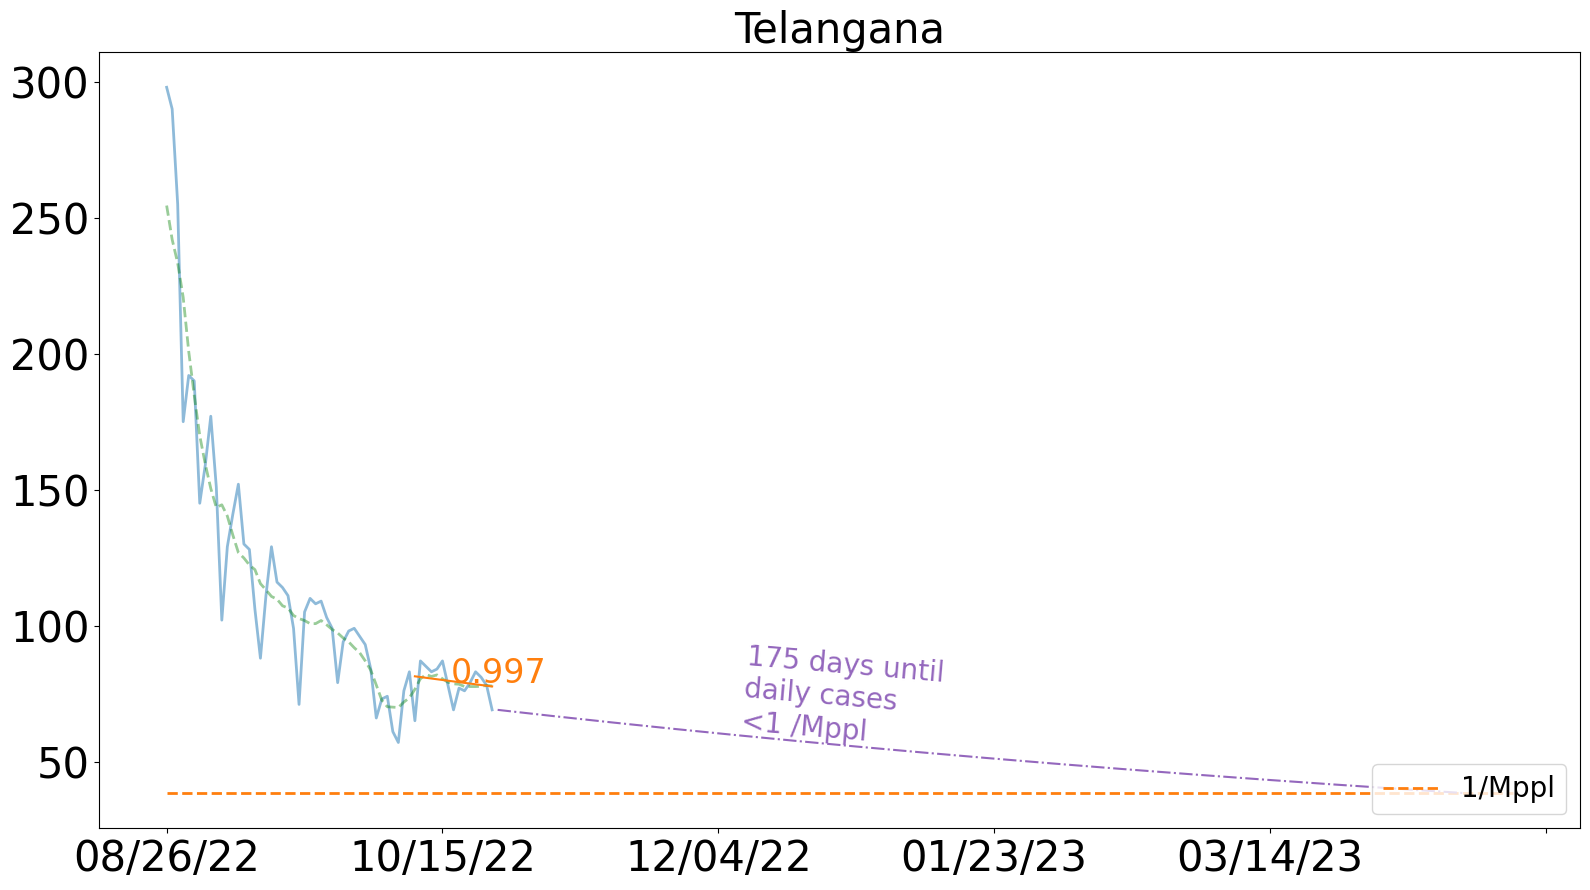 Telangana
300
250
200
150
100
50
0.997
175 days until
daily cases
<1 /Mppl
1/Mppl
08/26/22
10/15/22
12/04/22
01/23/23
03/14/23